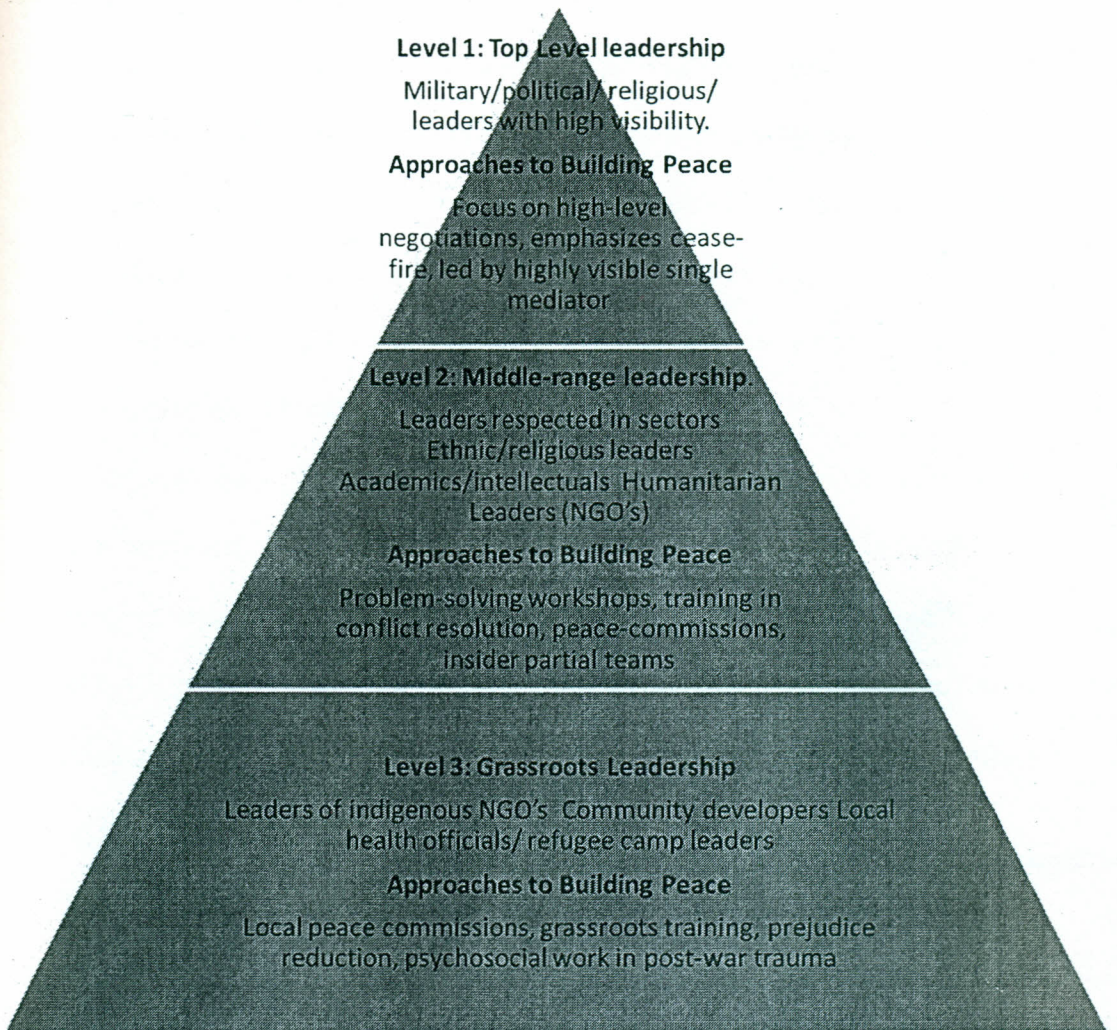 Level 1: Top Level leadership
Military/political/ religious/
leaders with high visibility.
Approaches to Building Peace
Focus on high-level
negotiations, emphasizes cease-
fire, led by highly visible single
mediator
Level 2: Middle-range leadership
Leaders respected in sectors
Ethnic/religious leaders
Academics/intellectuals Humanitarian
Leaders (NGO's)
Approaches to Building Peace
Problem-solving workshops, training in
conflict resolution, peace-commissions,
insider partial teams
Level 3: Grassroots Leadership
Leaders of indigenous NGO's Community developers Local
health officials/ refugee camp leaders
Approaches to Building Peace
Local peace commissions, grassroots training, prejudice
reduction, psychosocial work in post-war trauma